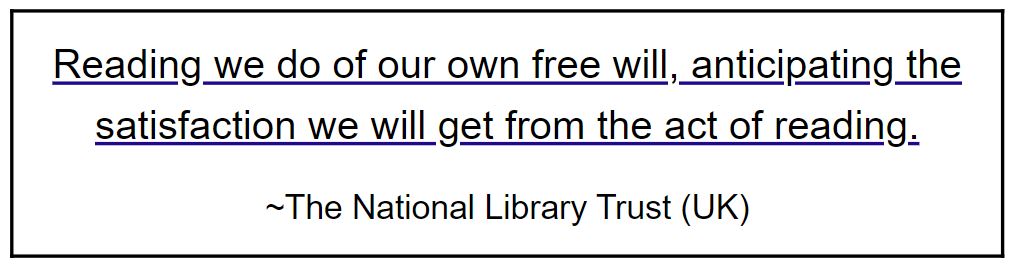 Reading we do of our own free will, anticipating the
satisfaction we will get from the act of reading.
~The National Library Trust (UK)